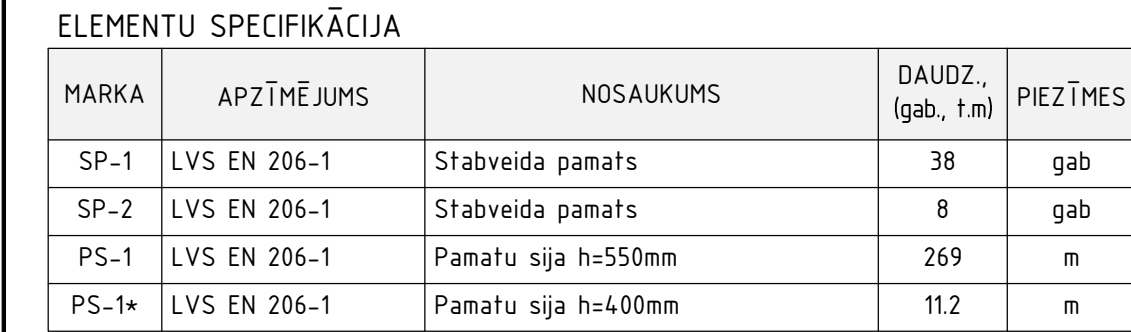 ELEMENTU SPECIFIKĀCIJA
MARKA APZĪMĒJUMS NOSAUKUMS DAUDZ., (gab., t.m) PIEZĪMES
SP-1 LVS EN 206-1 Stabveida pamats 38 gab
SP-2 LVS EN 206-1 Stabveida pamats 8 gab
PS-1 LVS EN 206-1 Pamatu sija h=550mm 269 m
PS-1* LVS EN 206-1 Pamatu sija h=400mm 11.2 m